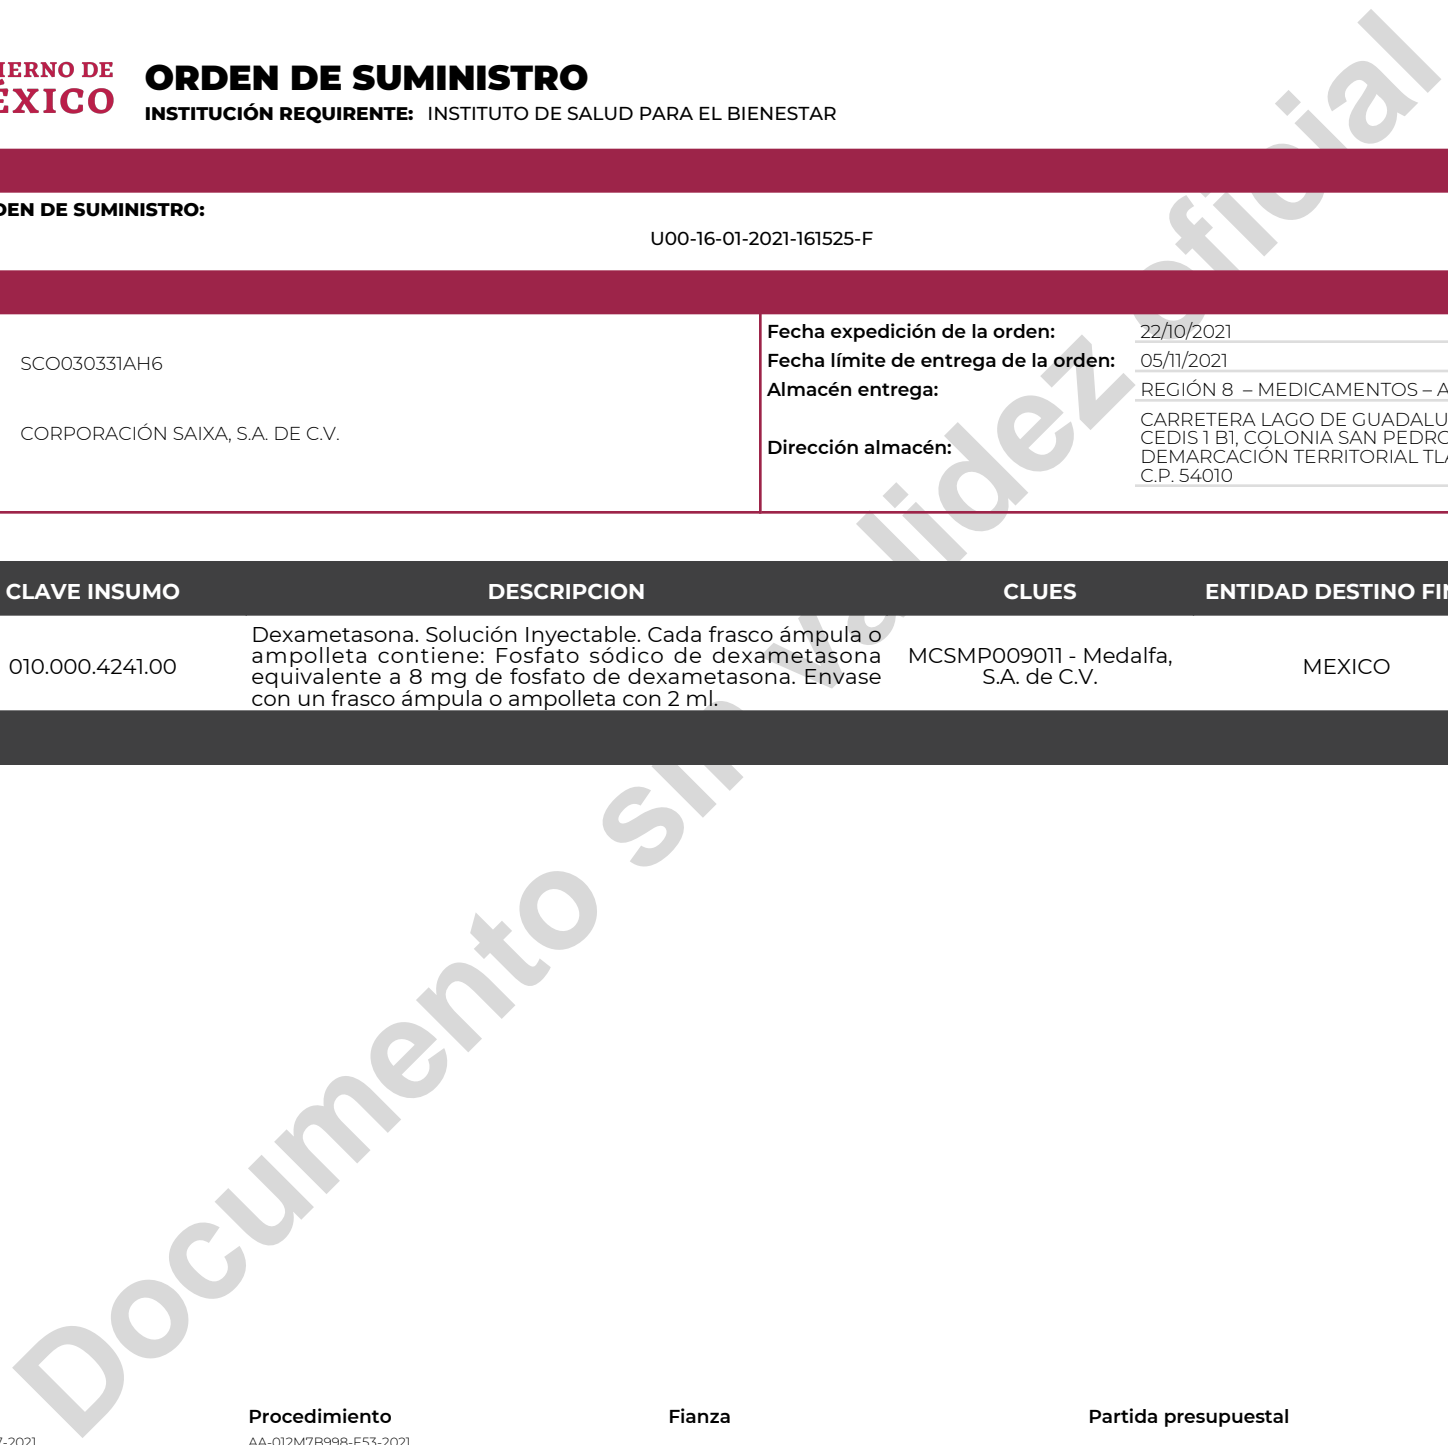 IERNO DE
ÉXICO
ORDEN DE SUMINISTRO
INSTITUCIÓN REQUIRENTE: INSTITUTO DE SALUD PARA EL BIENESTAR
DEN DE SUMINISTRO:
U00-16-01-2021-161525-F
SCO030331AH6
CORPORACIÓN SAIXA, S.A. DE C.V.
Fecha expedición de la orden: 22/10/2021
Fecha límite de entrega de la orden: 05/11/2021
Almacén entrega: REGIÓN 8 – MEDICAMENTOS – A
Dirección almacén:
CARRETERA LAGO DE GUADALU
CEDIS 1 B1, COLONIA SAN PEDRO
DEMARCACIÓN TERRITORIAL TLA
C.P. 54010
CLAVE INSUMO DESCRIPCION CLUES ENTIDAD DESTINO FIN
010.000.4241.00
Dexametasona. Solución Inyectable. Cada frasco ámpula o
ampolleta contiene: Fosfato sódico de dexametasona
equivalente a 8 mg de fosfato de dexametasona. Envase
con un frasco ámpula o ampolleta con 2 ml.
MCSMP009011 - Medalfa,
S.A. de C.V.
MEXICO
Documento sin validez oficial
Procedimiento Fianza Partida presupuestal
7-2021 AA-012M7B998-E53-2021